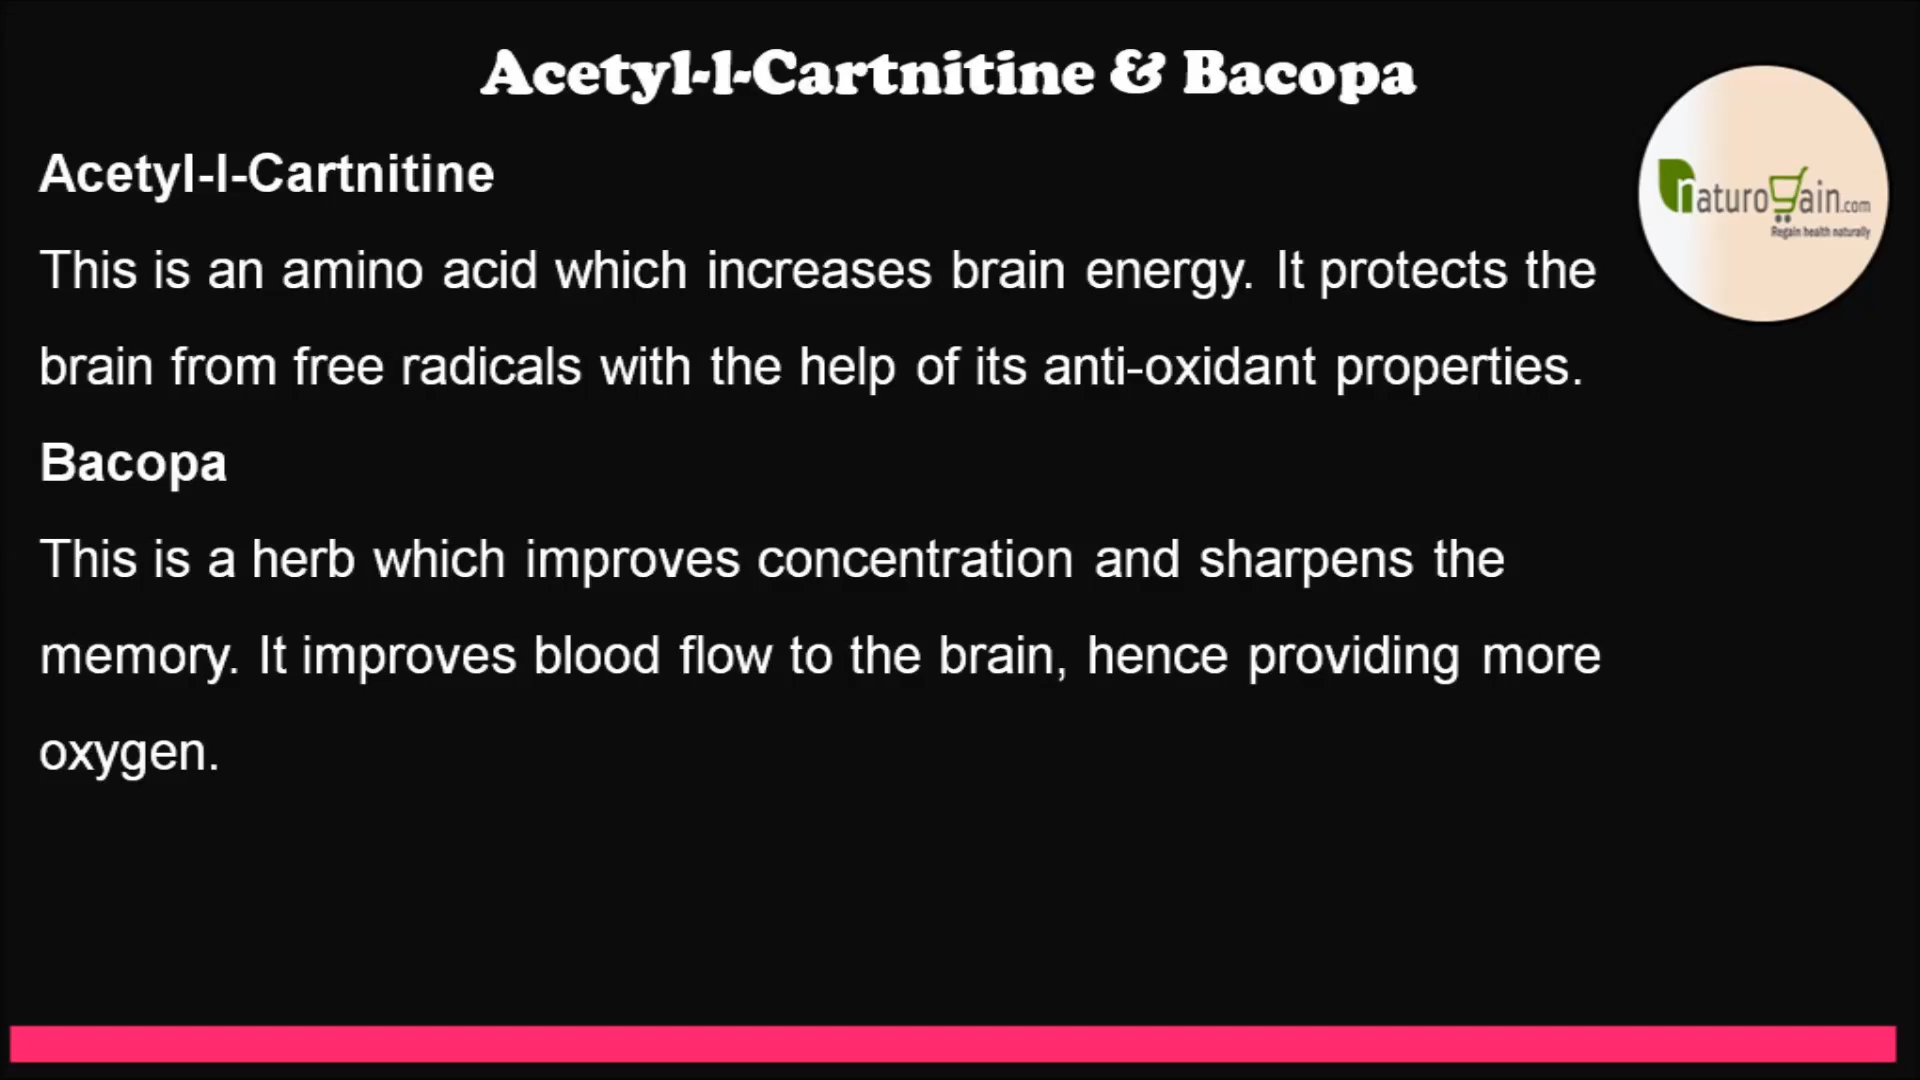 Acetyl-l-Cartnitine & Bacopa
naturogain.com
Regain health naturally
Acetyl-l-Cartnitine
This is an amino acid which increases brain energy. It protects the
brain from free radicals with the help of its anti-oxidant properties.
Bacopa
This is a herb which improves concentration and sharpens the
memory. It improves blood flow to the brain, hence providing more
oxygen.